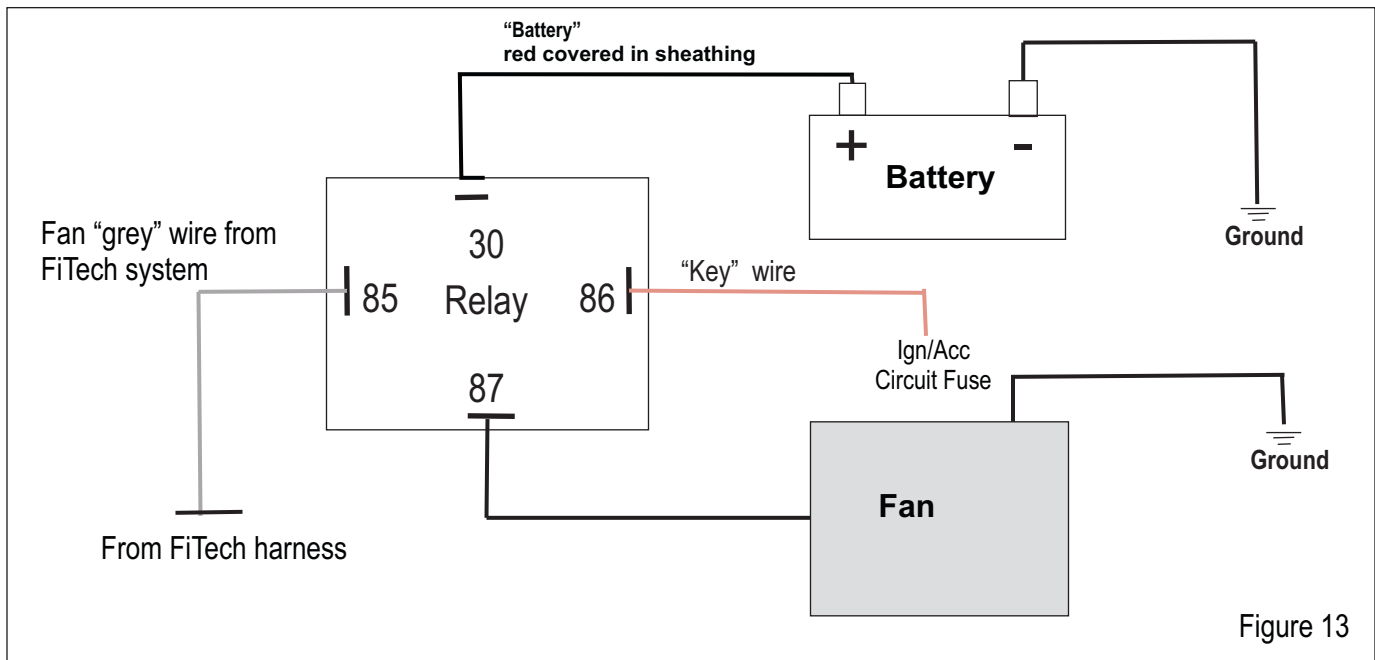 “Battery”
red covered in sheathing
+
-
Battery
Ground
Fan “grey” wire from
FiTech system
30
85
Relay
86
87
“Key” wire
Ign/Acc
Circuit Fuse
Fan
Ground
From FiTech harness
Figure 13